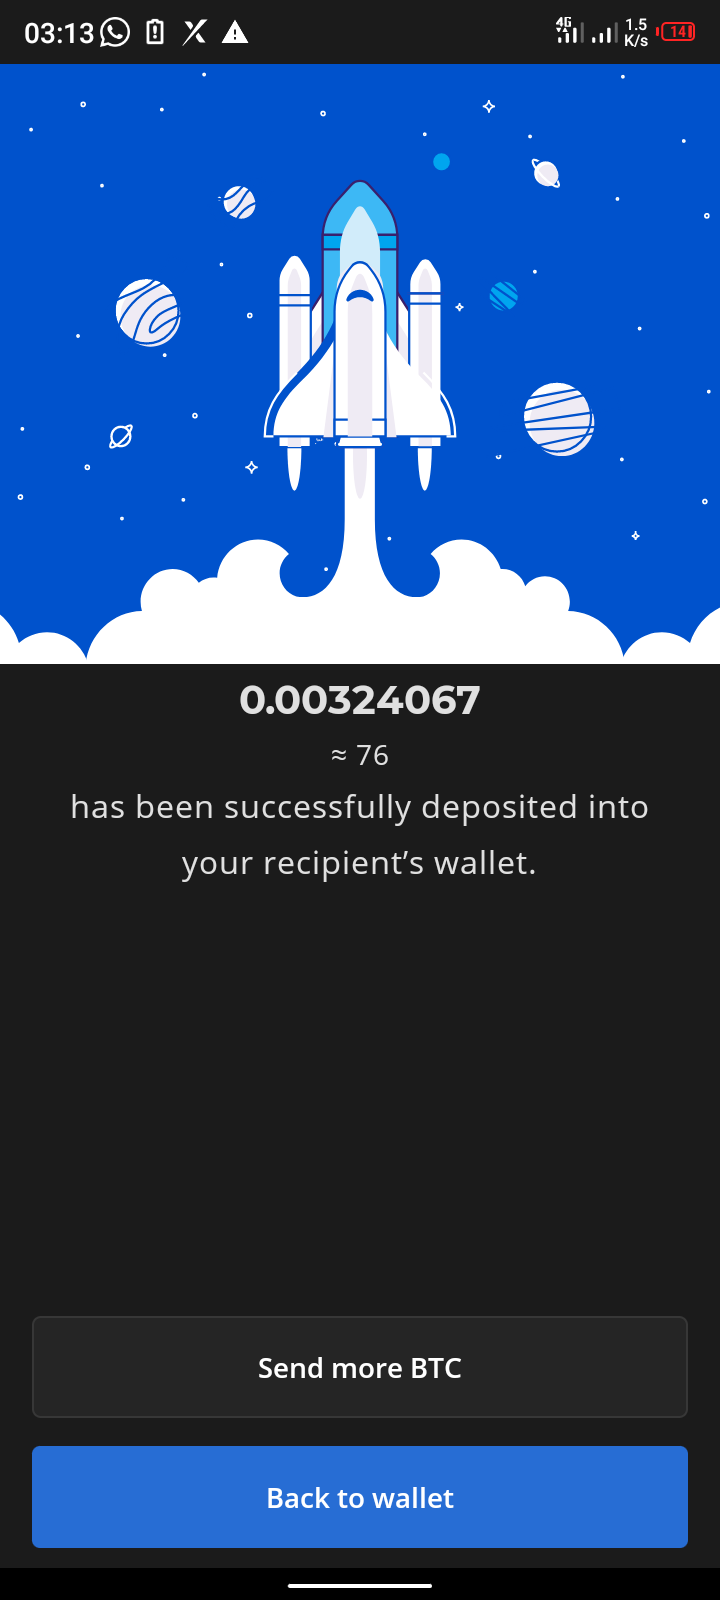 03:13
4G
1.5
K/s
14
0.00324067
≈ 76
has been successfully deposited into
your recipient’s wallet.
Send more BTC
Back to wallet